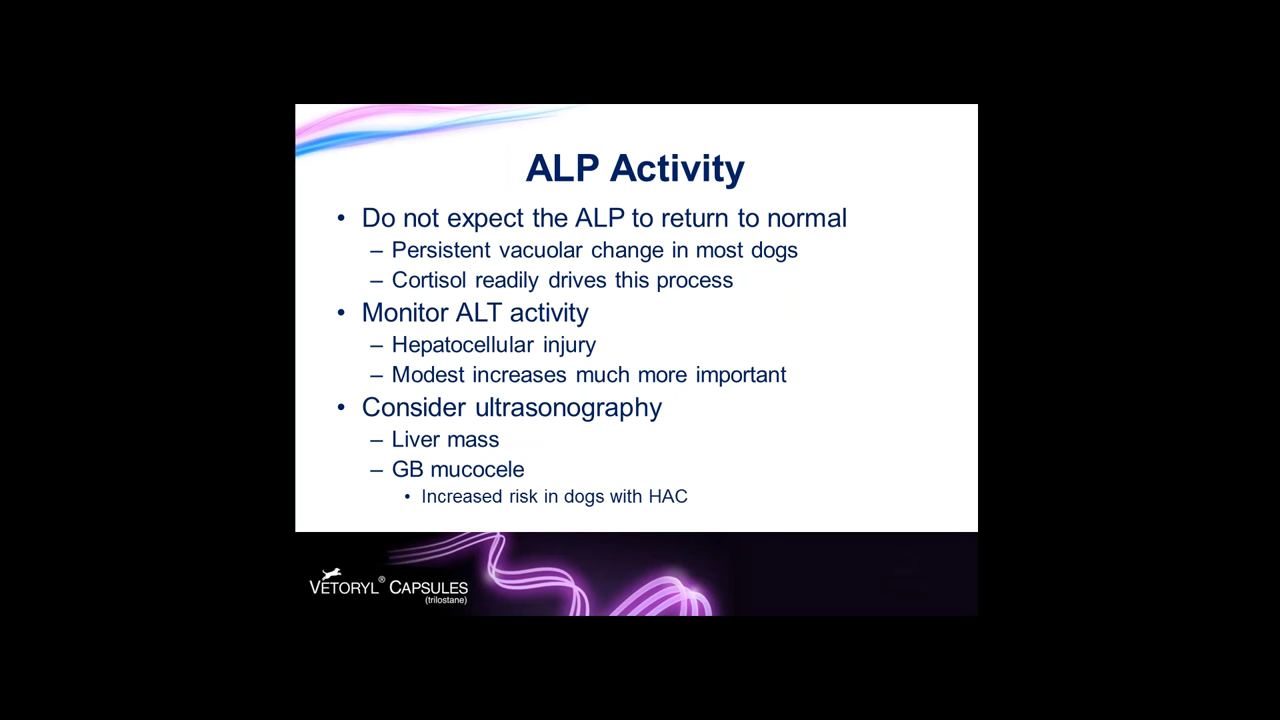 ALP Activity
• Do not expect the ALP to return to normal
– Persistent vacuolar change in most dogs
– Cortisol readily drives this process
• Monitor ALT activity
– Hepatocellular injury
– Modest increases much more important
• Consider ultrasonography
– Liver mass
– GB mucocele
• Increased risk in dogs with HAC
VETORYL® CAPSULES
(trilostane)